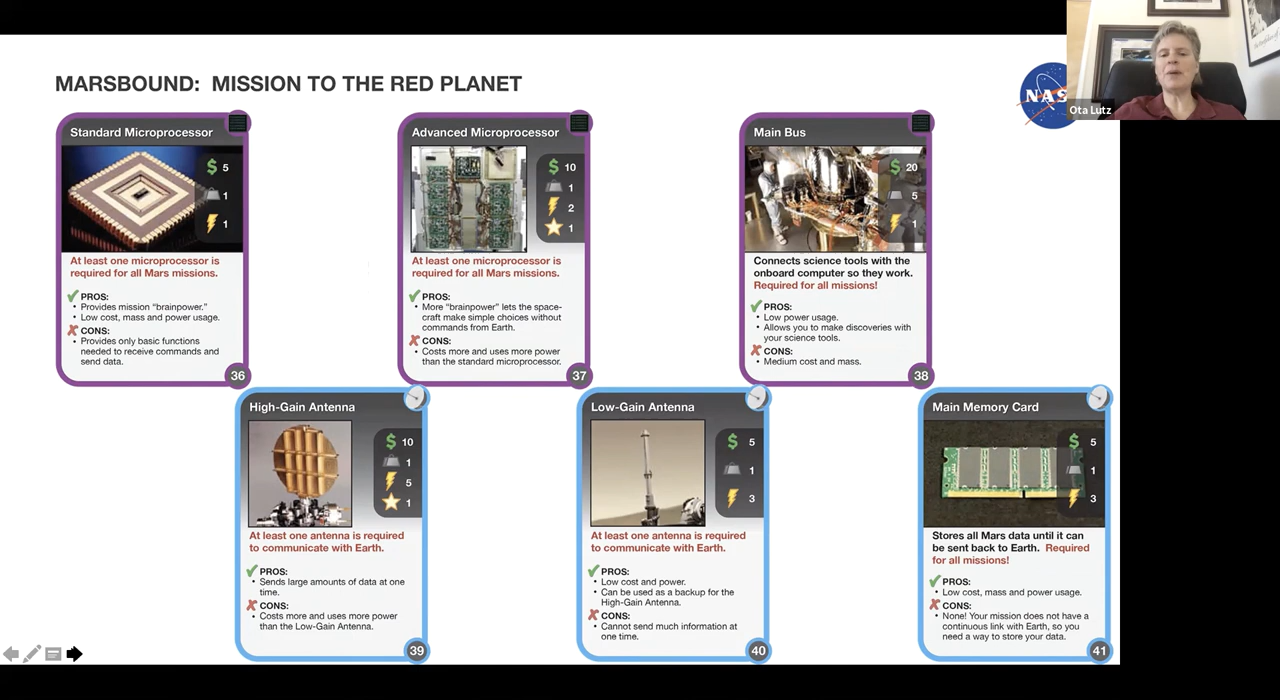 MARSBOUND: MISSION TO THE RED PLANET
NAS
Ota Lutz
Standard Microprocessor
$ 5
1
1
At least one microprocessor is
required for all Mars missions.
PROS:
• Provides mission “brainpower.”
• Low cost, mass and power usage.
CONS:
• Provides only basic functions
needed to receive commands and
send data.
36
Advanced Microprocessor
$ 10
1
2
1
At least one microprocessor is
required for all Mars missions.
PROS:
• More “brainpower” lets the space-
craft make simple choices without
commands from Earth.
CONS:
• Costs more and uses more power
than the standard microprocessor.
37
Main Bus
$ 20
5
1
Connects science tools with the
onboard computer so they work.
Required for all missions!
PROS:
• Low power usage.
• Allows you to make discoveries with
your science tools.
CONS:
• Medium cost and mass.
38
High-Gain Antenna
$ 10
1
5
1
At least one antenna is required
to communicate with Earth.
PROS:
• Sends large amounts of data at one
time.
CONS:
• Costs more and uses more power
than the Low-Gain Antenna.
39
Low-Gain Antenna
$ 5
1
3
At least one antenna is required
to communicate with Earth.
PROS:
• Low cost and power.
• Can be used as a backup for the
High-Gain Antenna.
CONS:
• Cannot send much information at
one time.
40
Main Memory Card
$ 5
1
3
Stores all Mars data until it can
be sent back to Earth. Required
for all missions!
PROS:
• Low cost, mass and power usage.
CONS:
• None! Your mission does not have a
continuous link with Earth, so you
need a way to store your data.
41